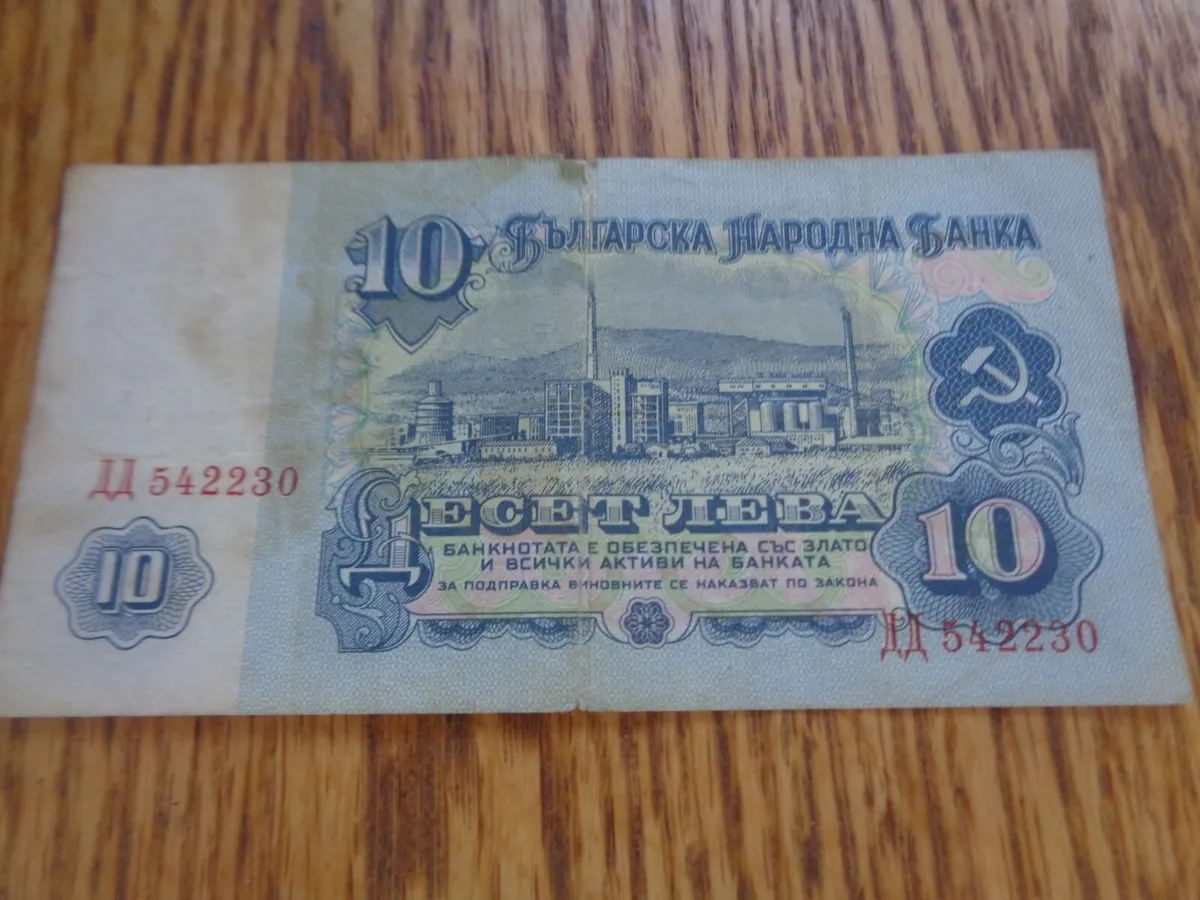 10 БЪЛГАРСКА НАРОДНА БАНКА
ДД 542230
10
ДЕСЕТ ЛЕВА
БАНКНОТАТА Е ОБЕЗПЕЧЕНА СЪС ЗЛАТО
И ВСИЧКИ АКТИВИ НА БАНКАТА
ЗА ПОДПРАВКА ВИНОВНИТЕ СЕ НАКАЗВАТ ПО ЗАКОНА
10
ДД 542230